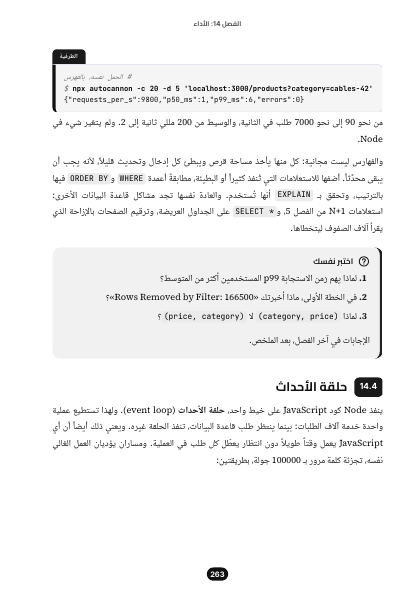 الفصل 14: الأداء
الطرفية
# الحمل نفسه، بالفهرس
$ npx autocannon -c 20 -d 5 'localhost:3000/products?category=cables-42'
{"requests_per_s":9800,"p50_ms":1,"p99_ms":6,"errors":0}
من نحو 90 إلى نحو 7000 طلب في الثانية، والوسيط من 200 مللي ثانية إلى 2. ولم يتغير شيء في
Node.
والفهارس ليست مجانية: كل منها يأخذ مساحة قرص ويبطئ كل إدخال وتحديث قليلاً، لأنه يجب أن
يبقى محدّثاً. أضفها للاستعلامات التي تُنفذ كثيراً أو البطيئة، مطابقةً أعمدة WHERE و ORDER BY فيها
بالترتيب، وتحقق بـ EXPLAIN أنها تُستخدم. والعادة نفسها تجد مشاكل قاعدة البيانات الأخرى:
استعلامات N+1 من الفصل 5، و SELECT * على الجداول العريضة، وترقيم الصفحات بالإزاحة الذي
يقرأ آلاف الصفوف ليتخطاها.
اختبر نفسك
1. لماذا يهم زمن الاستجابة p99 المستخدمين أكثر من المتوسط؟
2. في الخطة الأولى، ماذا أخبرتك «Rows Removed by Filter: 166500»؟
3. لماذا (category, price) لا (price, category) ؟
الإجابات في آخر الفصل، بعد الملخص.
14.4 حلقة الأحداث
ينفذ Node كود JavaScript على خيط واحد، حلقة الأحداث (event loop). ولهذا تستطيع عملية
واحدة خدمة آلاف الطلبات: بينما ينتظر طلب قاعدة البيانات، تنفذ الحلقة غيره. ويعني ذلك أيضاً أن أي
JavaScript يعمل وقتاً طويلاً دون انتظار يعطّل كل طلب في العملية. ومساران يؤديان العمل الغالي
نفسه، تجزئة كلمة مرور بـ 100000 جولة، بطريقتين:
263